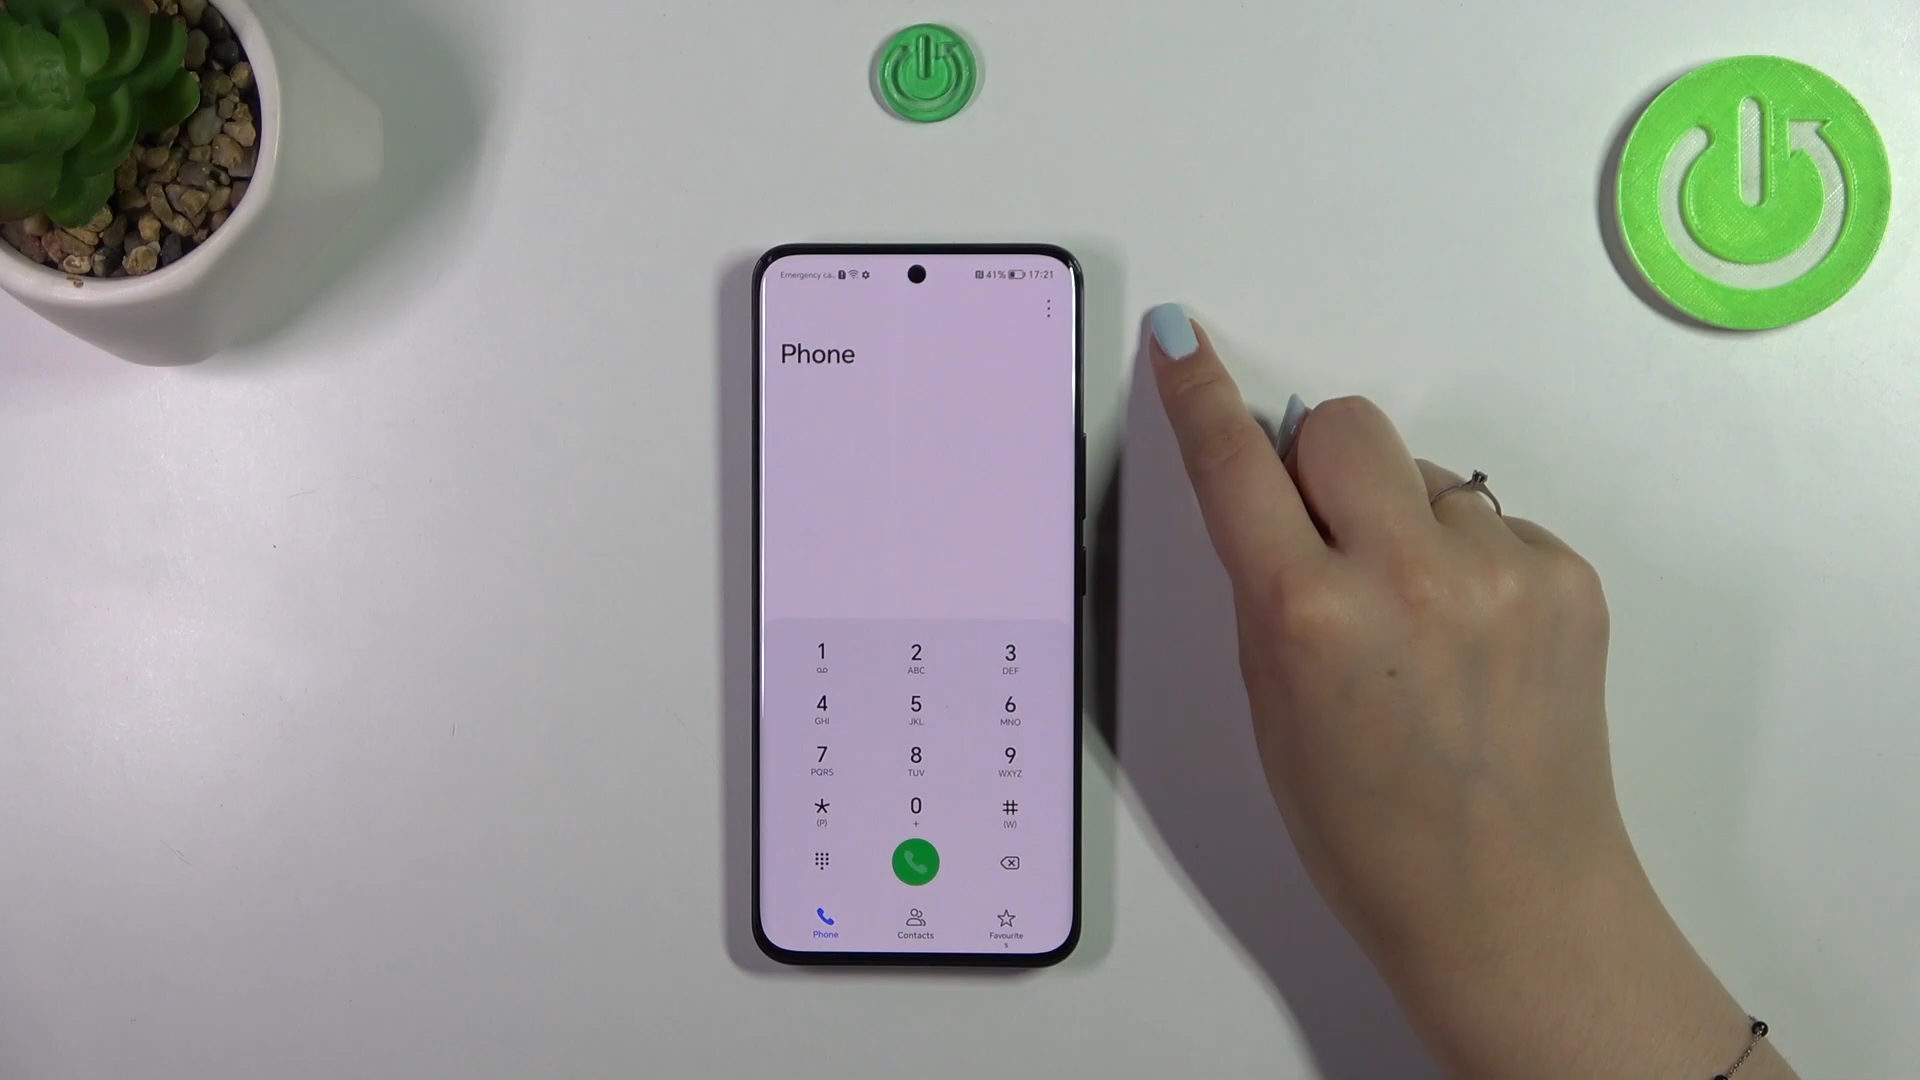 Emergency ca.. 41% 17:21
Phone
1 2 3
ABC DEF
4 5 6
GHI JKL MNO
7 8 9
PQRS TUV WXYZ
* 0 #
(P) + (W)
Phone Contacts Favourite
s